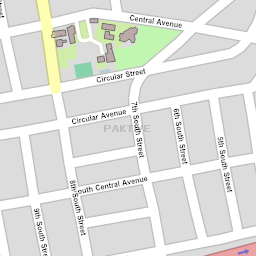 Central Avenue
Circular Street
Circular Avenue
7th South Street
6th South Street
5th South Street
South Central Avenue
8th South Street
9th South Street